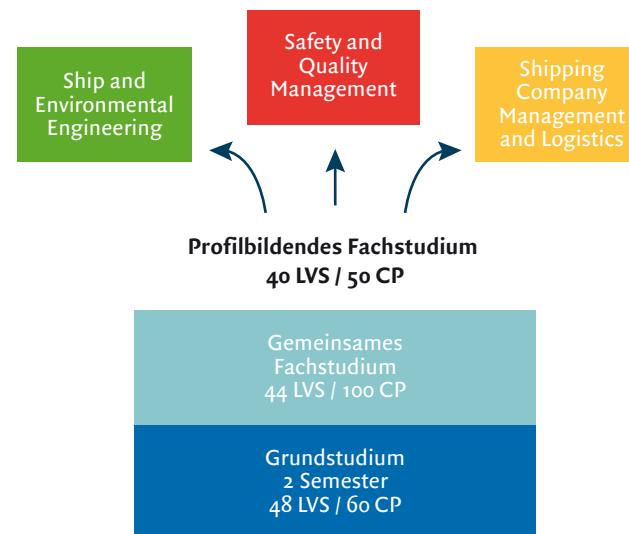 Ship and
Environmental
Engineering
Safety and
Quality
Management
Shipping
Company
Management
and Logistics
Profilbildendes Fachstudium
40 LVS / 50 CP
Gemeinsames
Fachstudium
44 LVS / 100 CP
Grundstudium
2 Semester
48 LVS / 60 CP